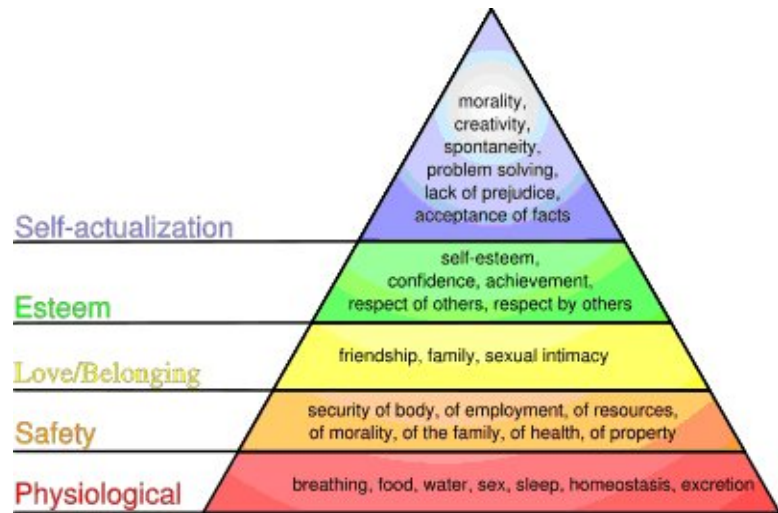 morality,
creativity,
spontaneity,
problem solving,
lack of prejudice,
acceptance of facts
Self-actualization
self-esteem,
confidence, achievement,
respect of others, respect by others
Esteem
friendship, family, sexual intimacy
Love/Belonging
security of body, of employment, of resources,
of morality, of the family, of health, of property
Safety
breathing, food, water, sex, sleep, homeostasis, excretion
Physiological